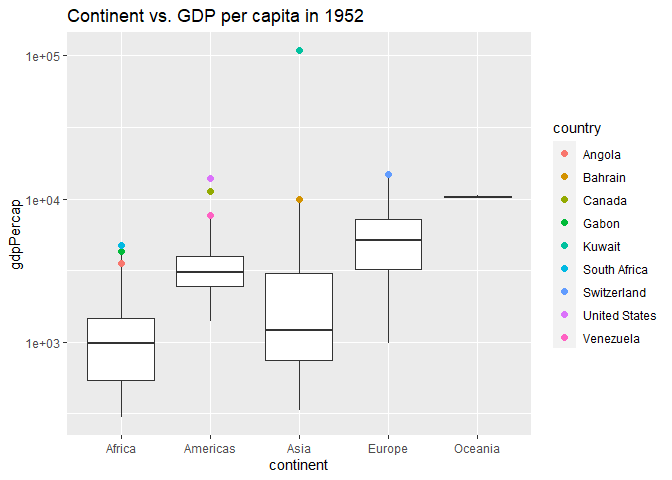 Continent vs. GDP per capita in 1952
gdpPercap
1e+05
1e+04
1e+03
Africa Americas Asia Europe Oceania
continent
country
Angola
Bahrain
Canada
Gabon
Kuwait
South Africa
Switzerland
United States
Venezuela